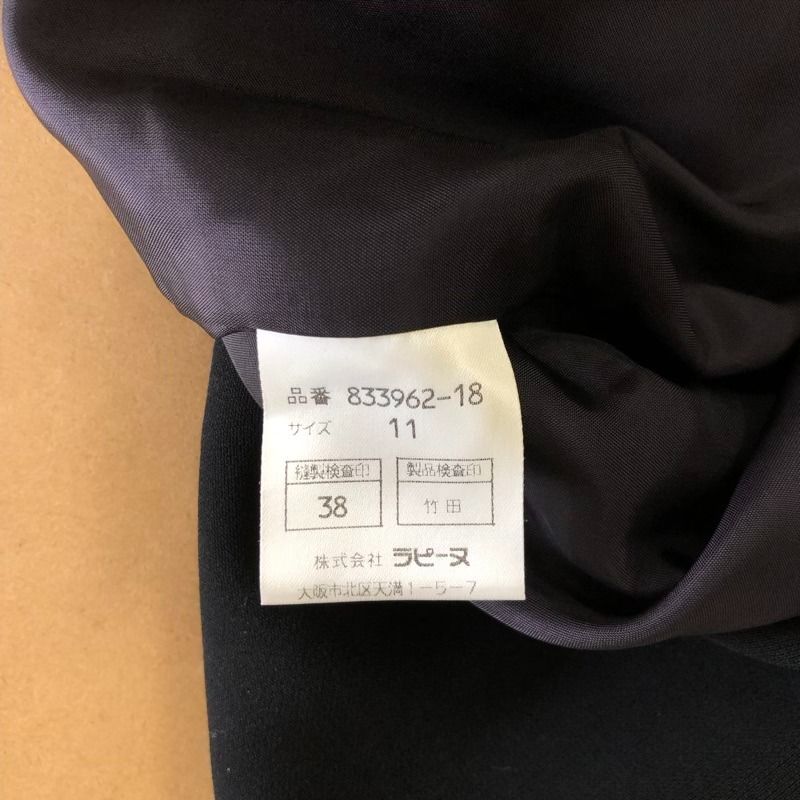 品番 833962-18
サイズ 11
縫製検査印 製品検査印
38 竹田
株式会社 ラピーヌ
大阪市北区天満1-5-7